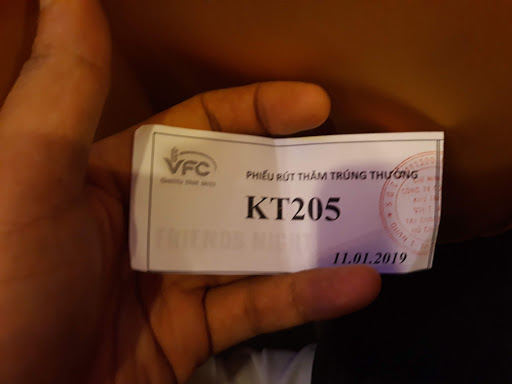 VFC
PHIẾU RÚT THĂM TRÚNG THƯỞNG
KT205
FRIENDS NIGHT
11.01.2019